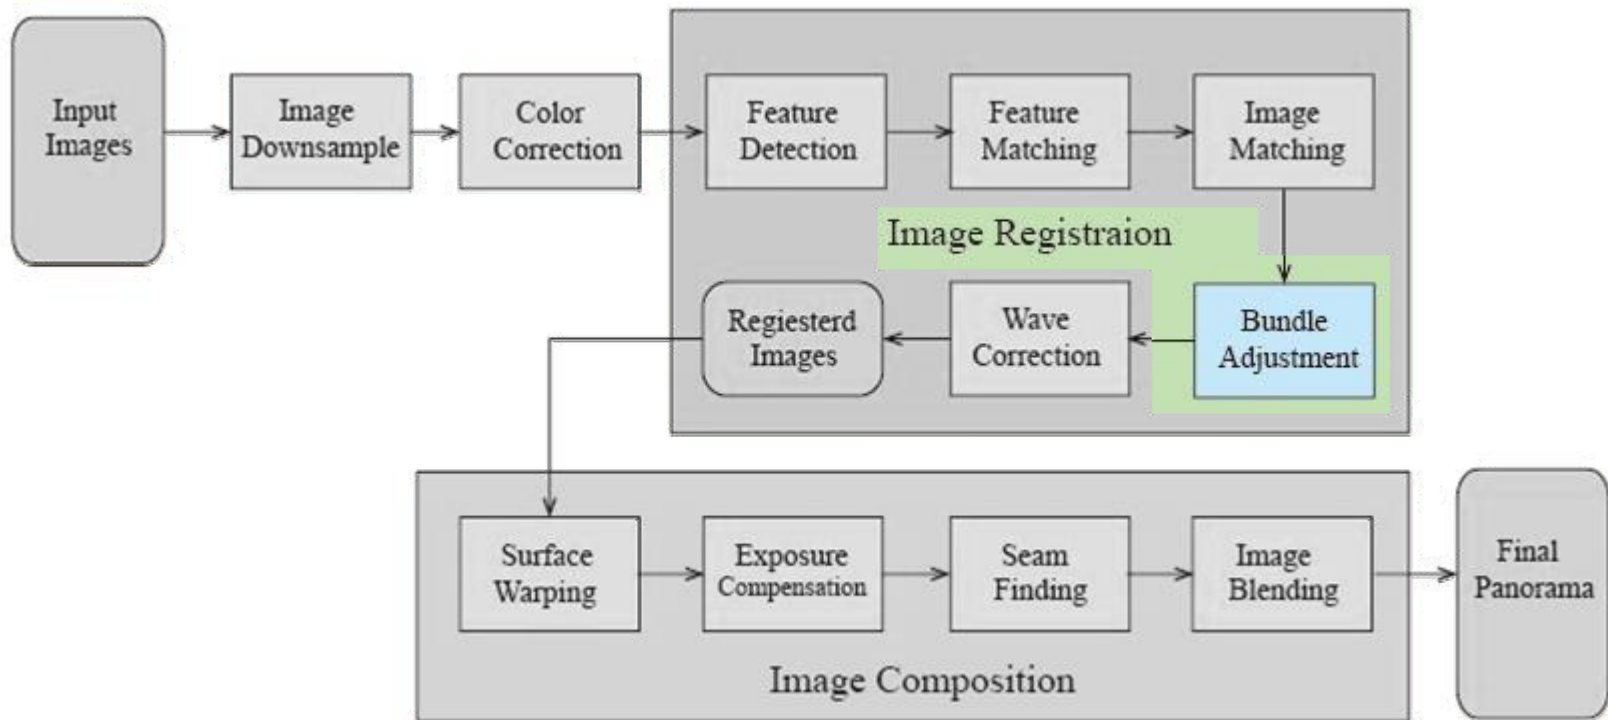 Input
Images
Image
Downsample
Color
Correction
Feature
Detection
Feature
Matching
Image
Matching
Image Registraion
Bundle
Adjustment
Wave
Correction
Regiesterd
Images
Surface
Warping
Exposure
Compensation
Seam
Finding
Image
Blending
Final
Panorama
Image Composition